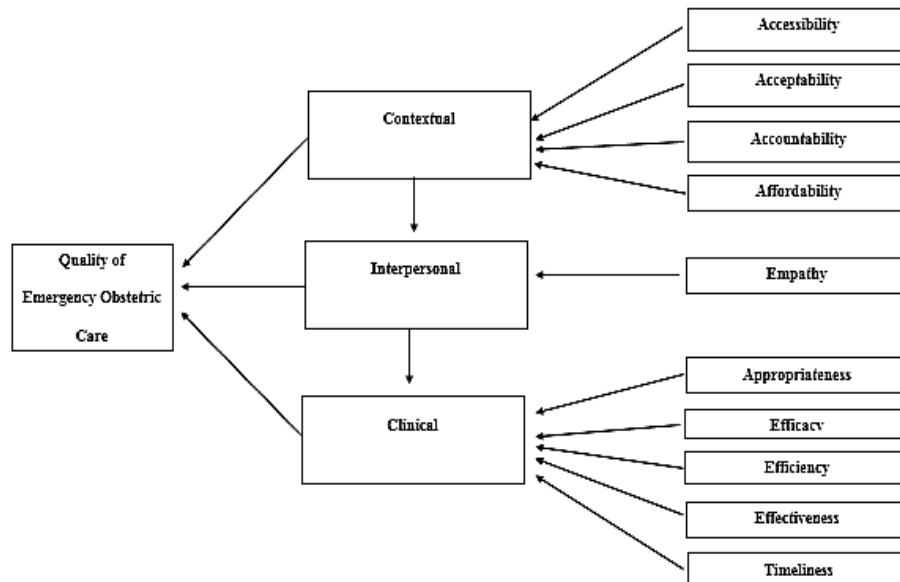 Accessibility
Acceptability
Contextual
Accountability
Affordability
Quality of
Emergency Obstetric
Care
Interpersonal
Empathy
Appropriateness
Clinical
Efficacy
Efficiency
Effectiveness
Timeliness